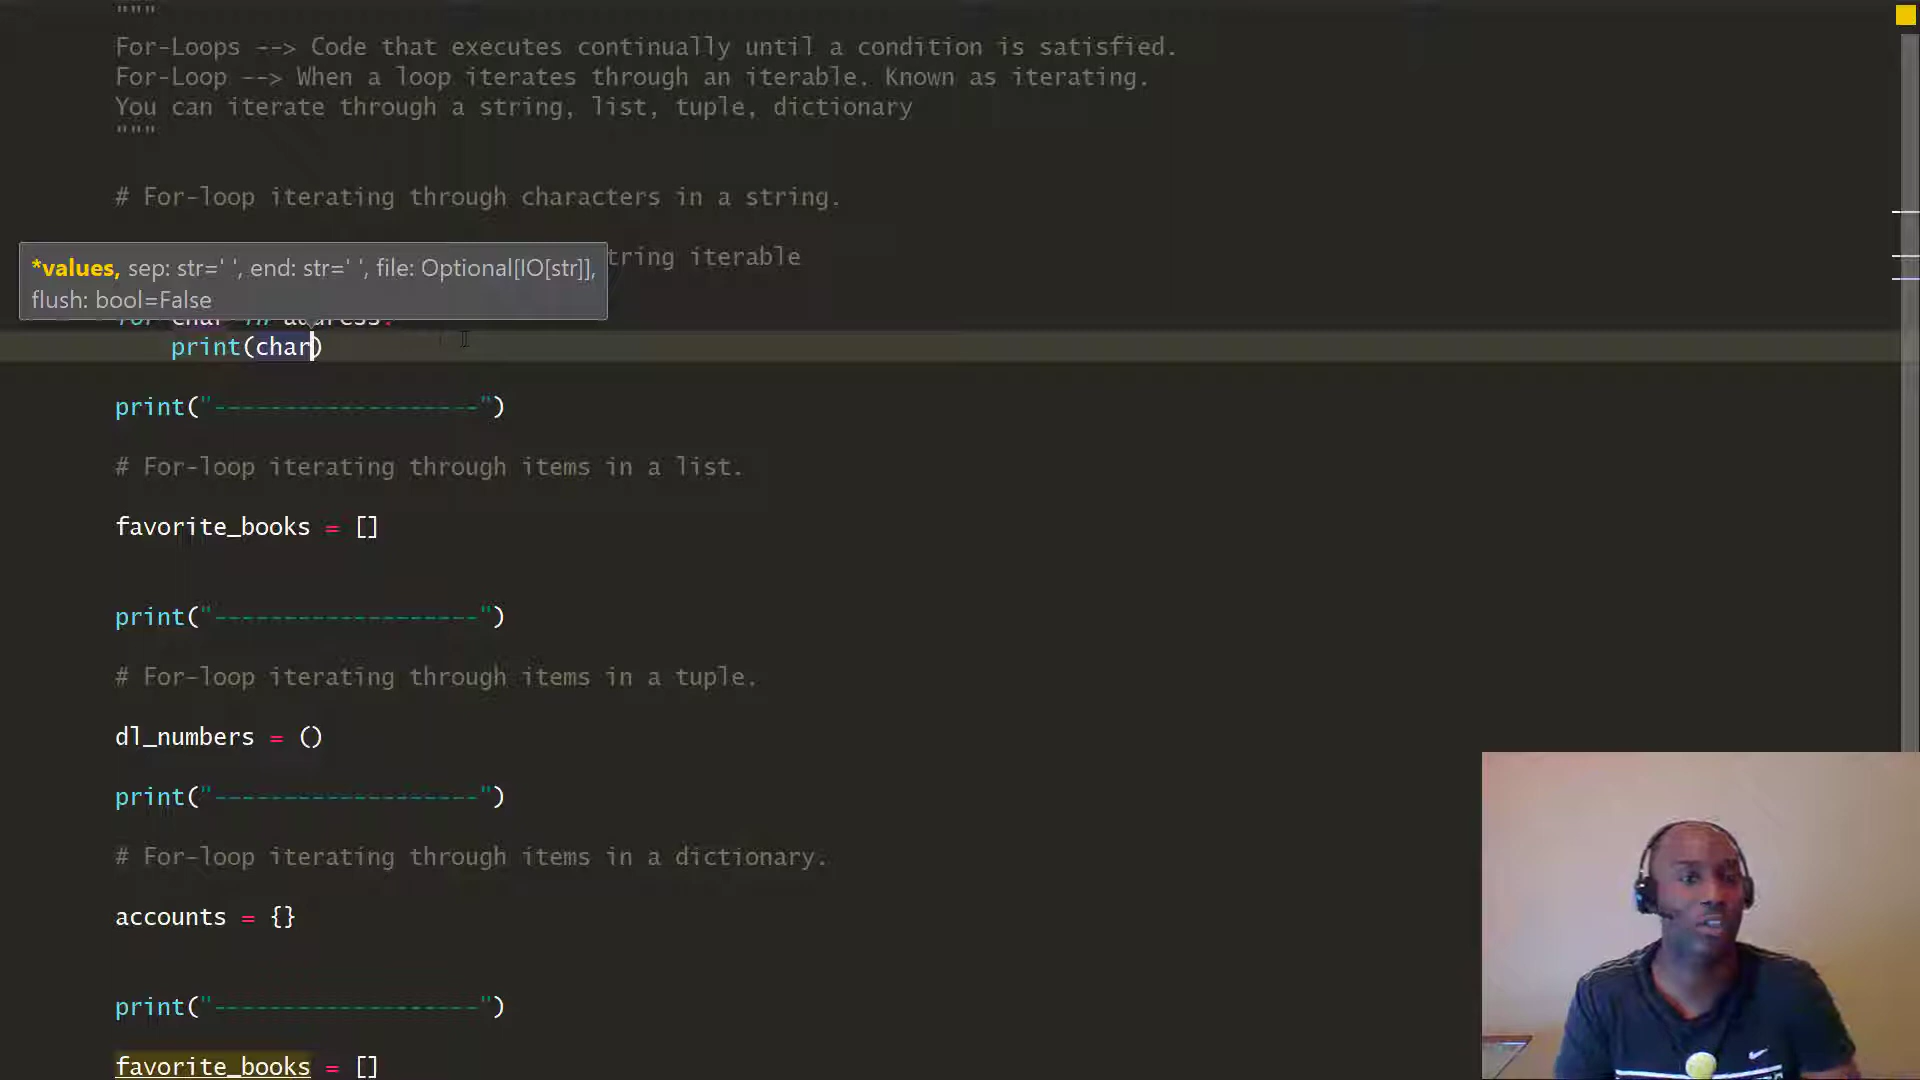 """
For-Loops --> Code that executes continually until a condition is satisfied.
For-Loop --> When a loop iterates through an iterable. Known as iterating.
You can iterate through a string, list, tuple, dictionary
"""
# For-loop iterating through characters in a string.
tring iterable
*values, sep: str=' ', end: str=' ', file: Optional[IO[str]],
flush: bool=False
for char in address:
print(char)
print("-------------------")
# For-loop iterating through items in a list.
favorite_books = []
print("-------------------")
# For-loop iterating through items in a tuple.
dl_numbers = ()
print("-------------------")
# For-loop iterating through items in a dictionary.
accounts = {}
print("-------------------")
favorite_books = []